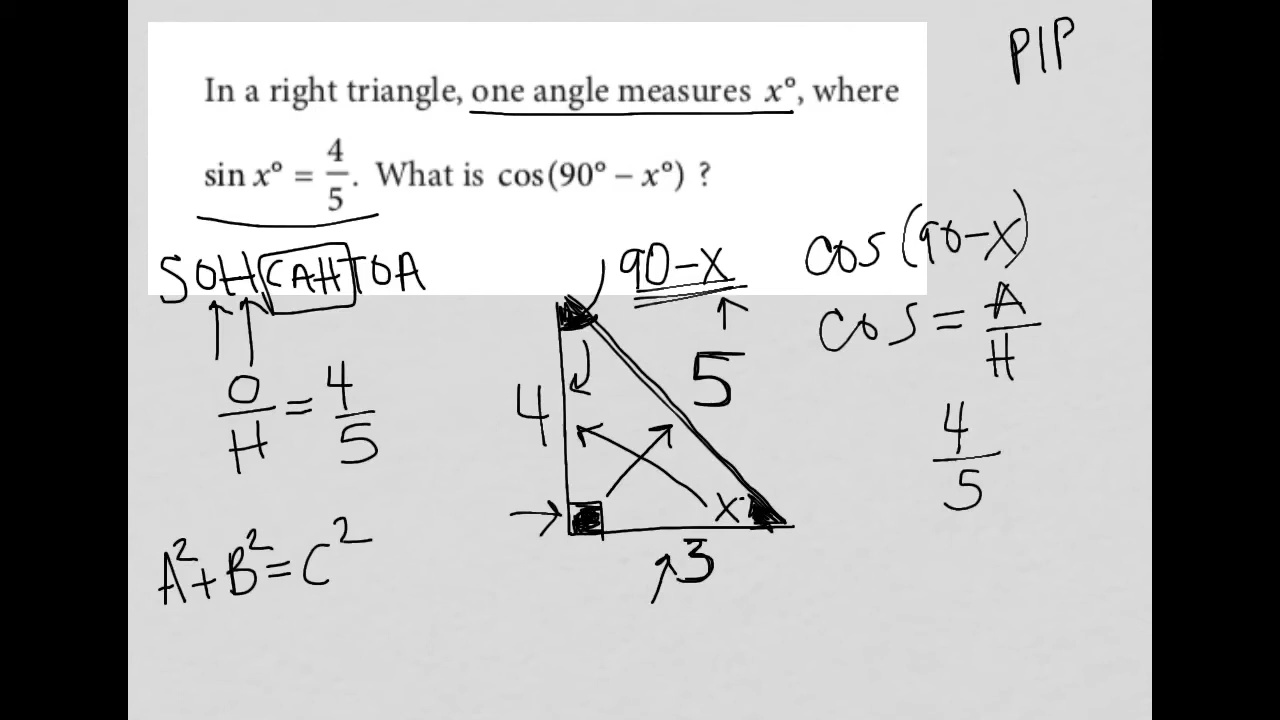 PIP
In a right triangle, one angle measures x°, where
sin x° = 4/5. What is cos(90° − x°) ?
SOHCAHTOA
90-x
cos (90-x)
cos = A/H
O/H = 4/5
4
5
4/5
x°
3
A²+B²=C²